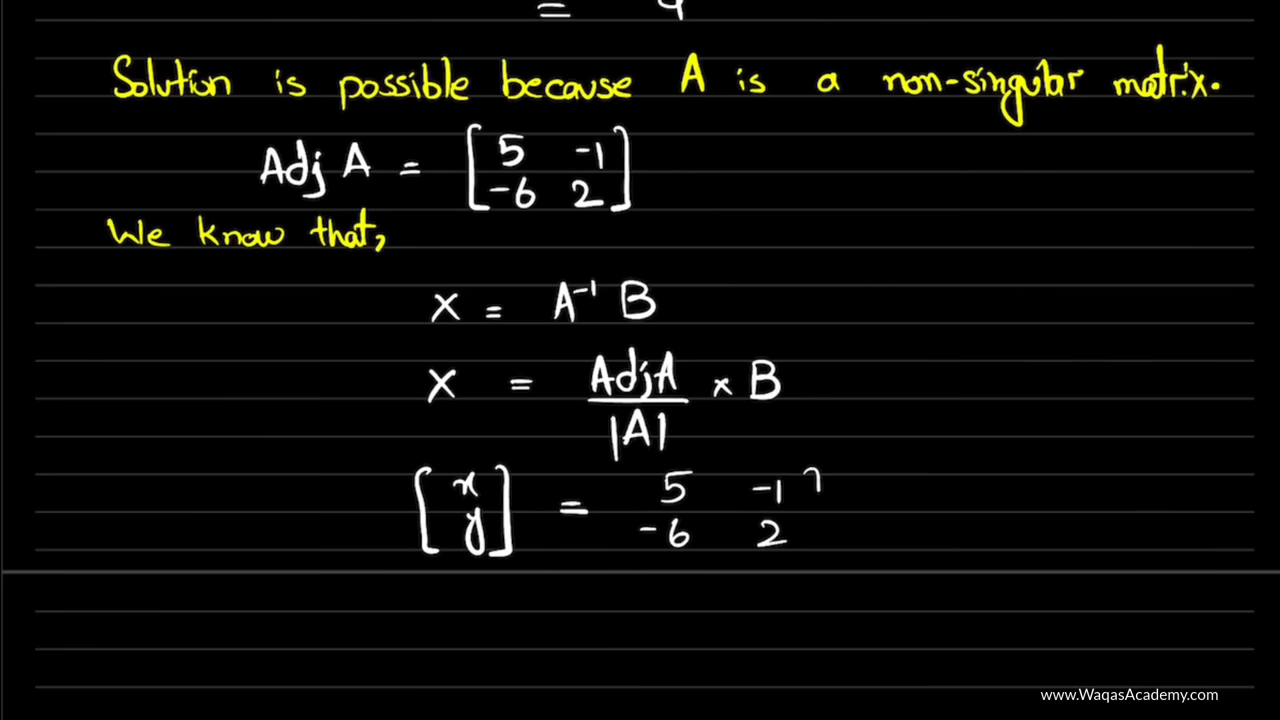 = 4
Solution is possible because A is a non-singular matrix.
Adj A = [5 -1
-6 2]
We know that,
X = A⁻¹ B
X = AdjA / |A| × B
[x
y] = 5 -1
-6 2
www.WaqasAcademy.com